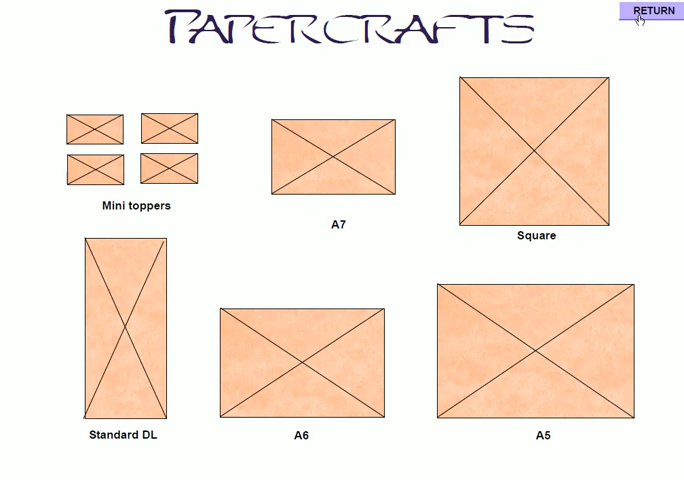 PAPERCRAFTS
RETURN
Mini toppers
A7
Square
Standard DL
A6
A5